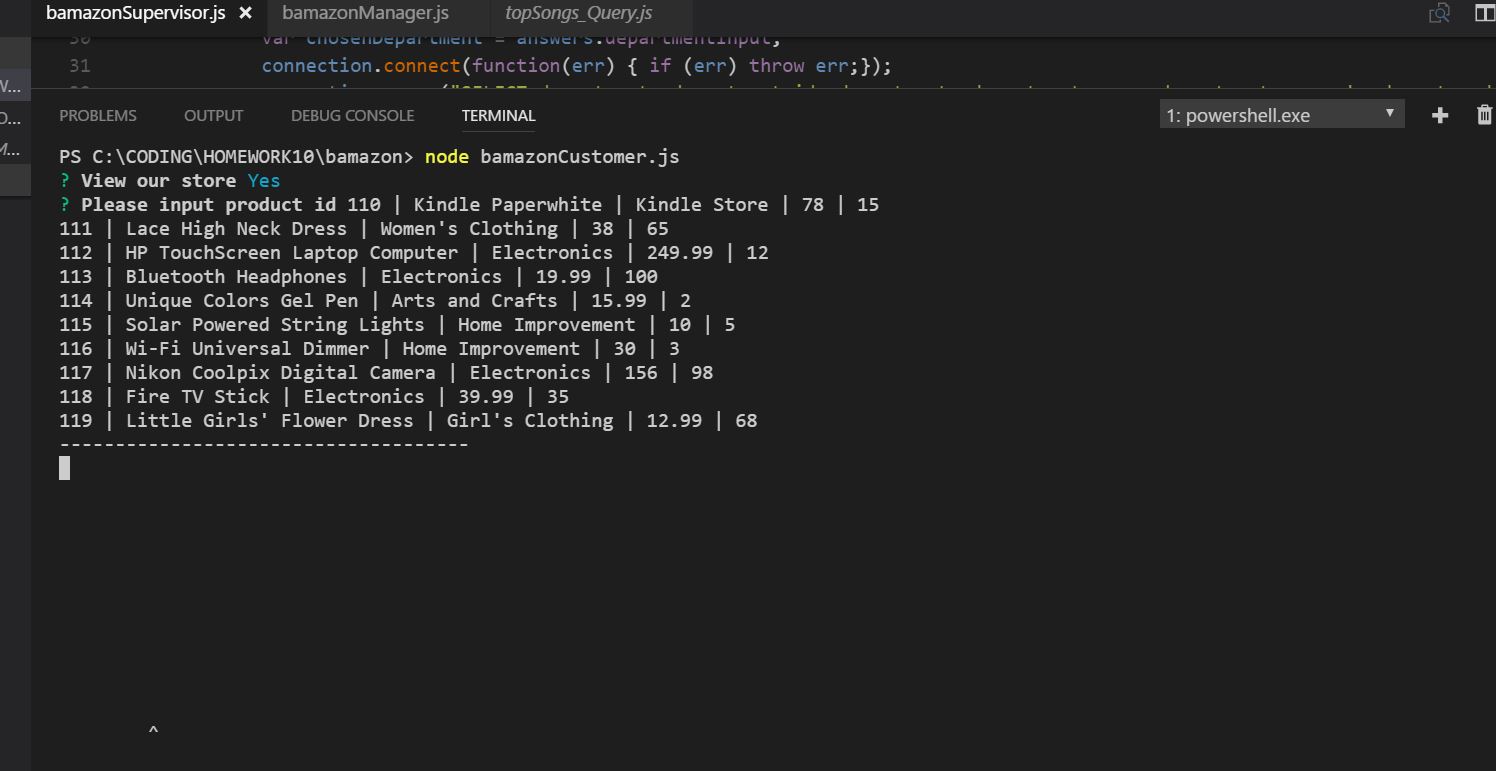 bamazonSupervisor.js × bamazonManager.js topSongs_Query.js
30 var chosenDepartment = answers.departmentInput;
31 connection.connect(function(err) { if (err) throw err;});
W...
O...
M...
PROBLEMS OUTPUT DEBUG CONSOLE TERMINAL 1: powershell.exe
PS C:\CODING\HOMEWORK10\bamazon> node bamazonCustomer.js
? View our store Yes
? Please input product id 110 | Kindle Paperwhite | Kindle Store | 78 | 15
111 | Lace High Neck Dress | Women's Clothing | 38 | 65
112 | HP TouchScreen Laptop Computer | Electronics | 249.99 | 12
113 | Bluetooth Headphones | Electronics | 19.99 | 100
114 | Unique Colors Gel Pen | Arts and Crafts | 15.99 | 2
115 | Solar Powered String Lights | Home Improvement | 10 | 5
116 | Wi-Fi Universal Dimmer | Home Improvement | 30 | 3
117 | Nikon Coolpix Digital Camera | Electronics | 156 | 98
118 | Fire TV Stick | Electronics | 39.99 | 35
119 | Little Girls' Flower Dress | Girl's Clothing | 12.99 | 68
-------------------------------------
^